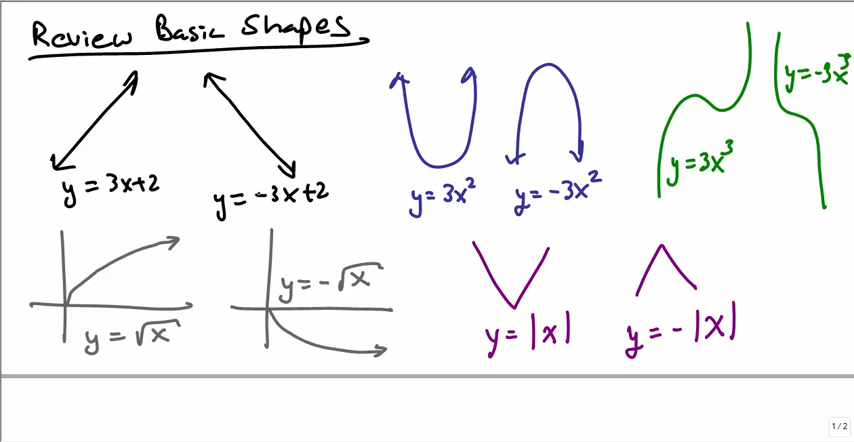 Review Basic Shapes
y = 3x+2
y = -3x+2
y = 3x²
y = -3x²
y = 3x³
y = -3x³
y = √x
y = -√x
y = |x|
y = -|x|
1 / 2